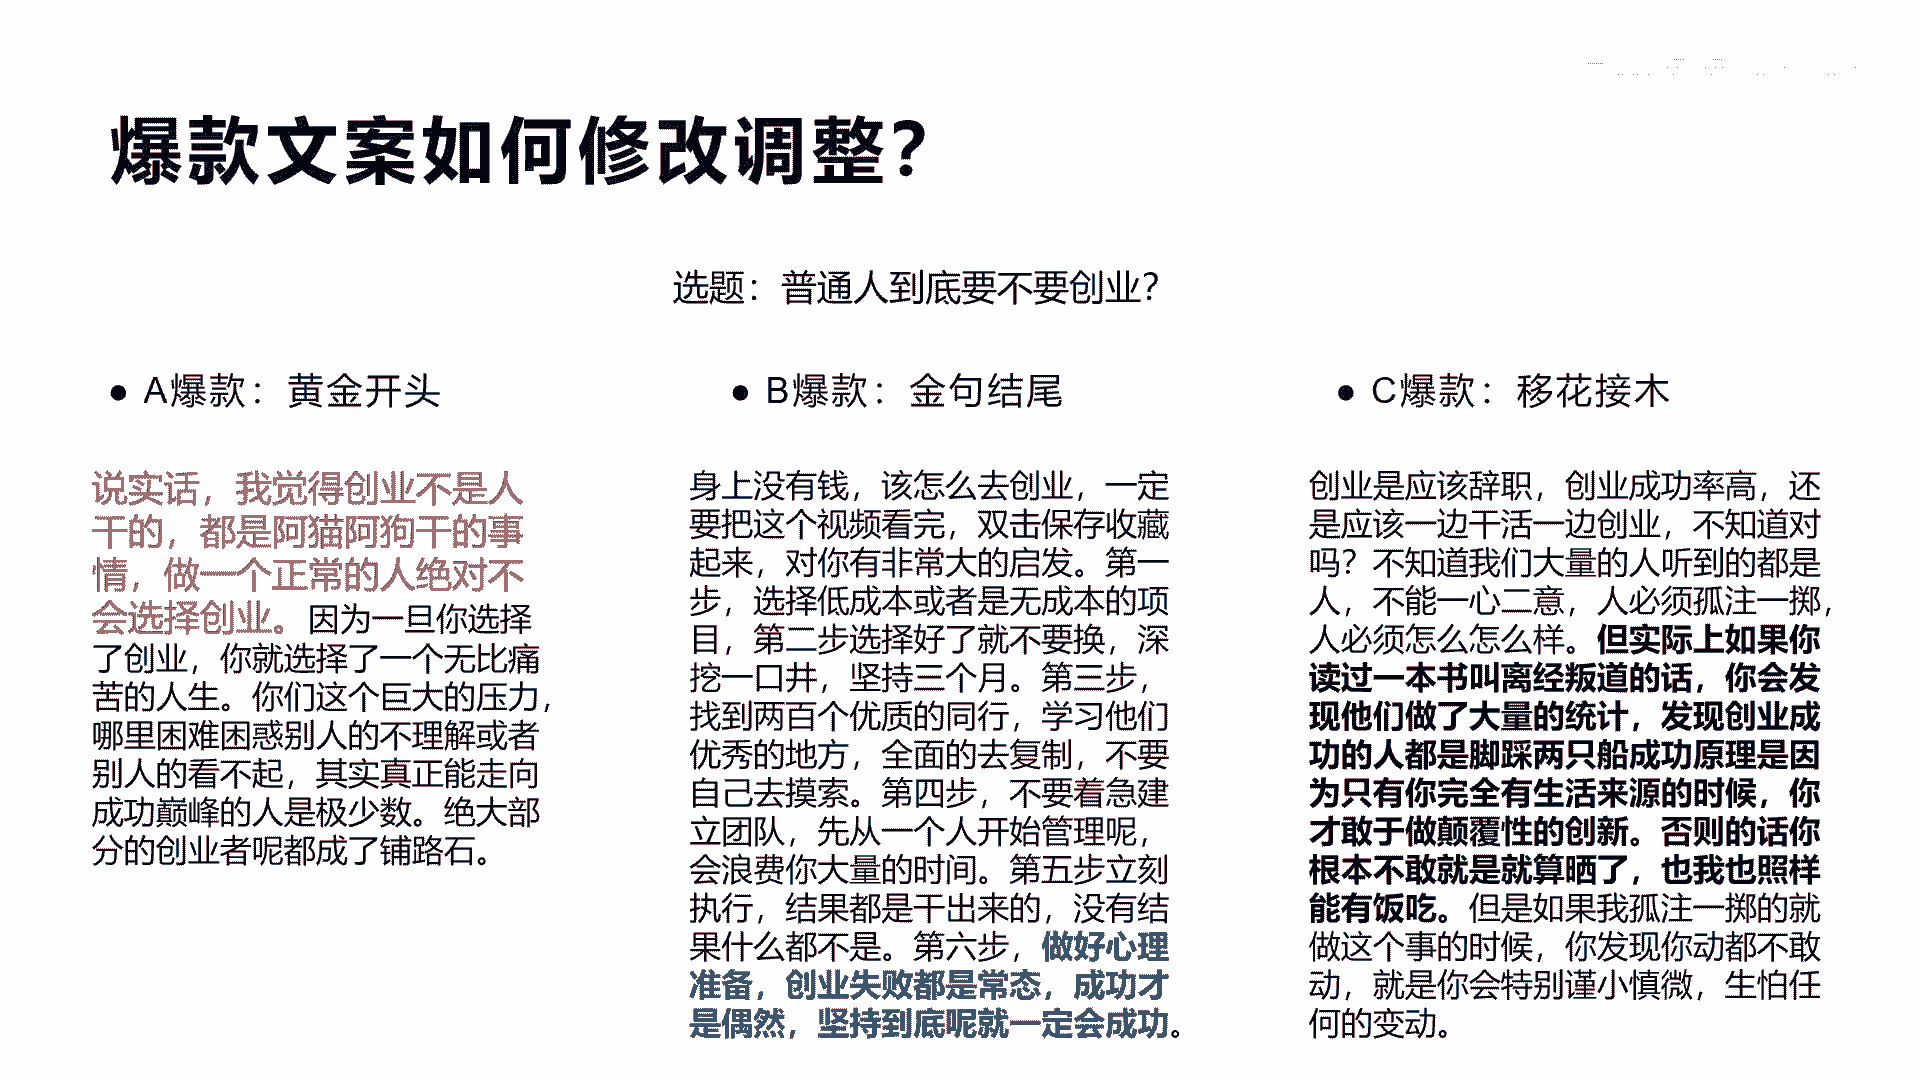 爆款文案如何修改调整？
选题：普通人到底要不要创业？
● A爆款：黄金开头
说实话，我觉得创业不是人
干的，都是阿猫阿狗干的事
情，做一个正常的人绝对不
会选择创业。因为一旦你选择
了创业，你就选择了一个无比痛
苦的人生。你们这个巨大的压力，
哪里困难困惑别人的不理解或者
别人的看不起，其实真正能走向
成功巅峰的人是极少数。绝大部
分的创业者呢都成了铺路石。
● B爆款：金句结尾
身上没有钱，该怎么去创业，一定
要把这个视频看完，双击保存收藏
起来，对你有非常大的启发。第一
步，选择低成本或者是无成本的项
目，第二步选择好了就不要换，深
挖一口井，坚持三个月。第三步，
找到两百个优质的同行，学习他们
优秀的地方，全面的去复制，不要
自己去摸索。第四步，不要着急建
立团队，先从一个人开始管理呢，
会浪费你大量的时间。第五步立刻
执行，结果都是干出来的，没有结
果什么都不是。第六步，做好心理
准备，创业失败都是常态，成功才
是偶然，坚持到底呢就一定会成功。
● C爆款：移花接木
创业是应该辞职，创业成功率高，还
是应该一边干活一边创业，不知道对
吗？不知道我们大量的人听到的都是
人，不能一心二意，人必须孤注一掷，
人必须怎么怎么样。但实际上如果你
读过一本书叫离经叛道的话，你会发
现他们做了大量的统计，发现创业成
功的人都是脚踩两只船成功原理是因
为只有你完全有生活来源的时候，你
才敢于做颠覆性的创新。否则的话你
根本不敢就是就算晒了，也我也照样
能有饭吃。但是如果我孤注一掷的就
做这个事的时候，你发现你动都不敢
动，就是你会特别谨小慎微，生怕任
何的变动。